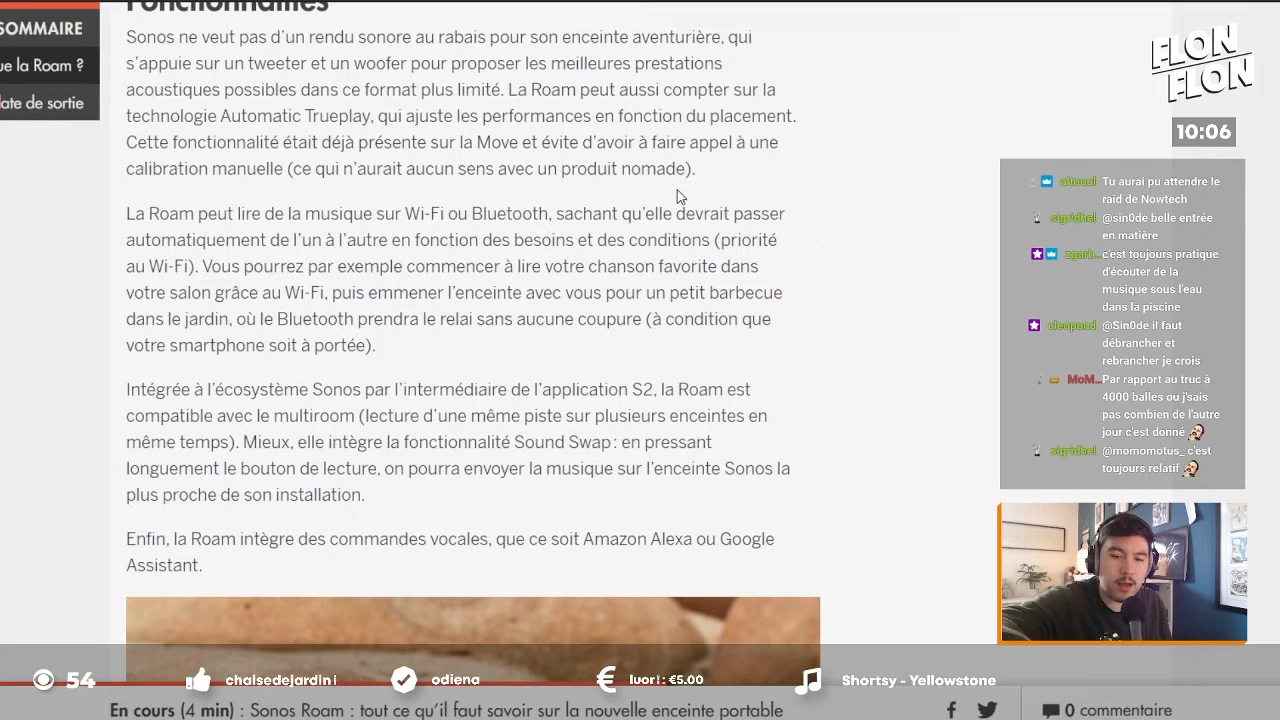 Fonctionnalités
SOMMAIRE
ue la Roam ?
late de sortie
Sonos ne veut pas d'un rendu sonore au rabais pour son enceinte aventurière, qui
s'appuie sur un tweeter et un woofer pour proposer les meilleures prestations
acoustiques possibles dans ce format plus limité. La Roam peut aussi compter sur la
technologie Automatic Trueplay, qui ajuste les performances en fonction du placement.
Cette fonctionnalité était déjà présente sur la Move et évite d'avoir à faire appel à une
calibration manuelle (ce qui n'aurait aucun sens avec un produit nomade).
La Roam peut lire de la musique sur Wi-Fi ou Bluetooth, sachant qu'elle devrait passer
automatiquement de l'un à l'autre en fonction des besoins et des conditions (priorité
au Wi-Fi). Vous pourrez par exemple commencer à lire votre chanson favorite dans
votre salon grâce au Wi-Fi, puis emmener l'enceinte avec vous pour un petit barbecue
dans le jardin, où le Bluetooth prendra le relai sans aucune coupure (à condition que
votre smartphone soit à portée).
Intégrée à l'écosystème Sonos par l'intermédiaire de l'application S2, la Roam est
compatible avec le multiroom (lecture d'une même piste sur plusieurs enceintes en
même temps). Mieux, elle intègre la fonctionnalité Sound Swap : en pressant
longuement le bouton de lecture, on pourra envoyer la musique sur l'enceinte Sonos la
plus proche de son installation.
Enfin, la Roam intègre des commandes vocales, que ce soit Amazon Alexa ou Google
Assistant.
FLON
FLON
10:06
altouul Tu aurai pu attendre le
raid de Nowtech
sigridhel @sin0de belle entrée
en matière
zgarb... c'est toujours pratique
d'écouter de la
musique sous l'eau
dans la piscine
cleopond @Sin0de il faut
débrancher et
rebrancher je crois
MoM... Par rapport au truc à
4000 balles ou j'sais
pas combien de l'autre
jour c'est donné
sigridhel @momomotus_ c'est
toujours relatif
54 chaisedejardin1 odiena luor!: €5.00 Shortsy - Yellowstone
En cours (4 min) : Sonos Roam : tout ce qu'il faut savoir sur la nouvelle enceinte portable
0 commentaire